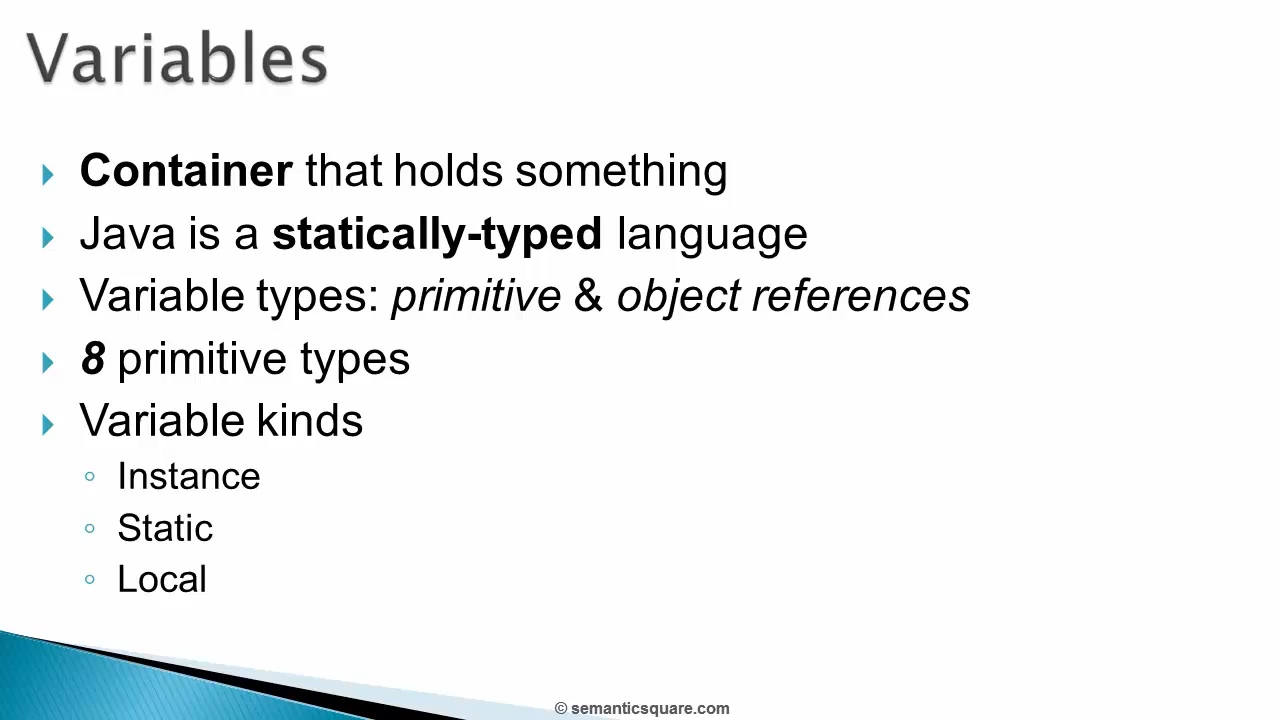 Variables
Container that holds something
Java is a statically-typed language
Variable types: primitive & object references
8 primitive types
Variable kinds
Instance
Static
Local
© semanticsquare.com